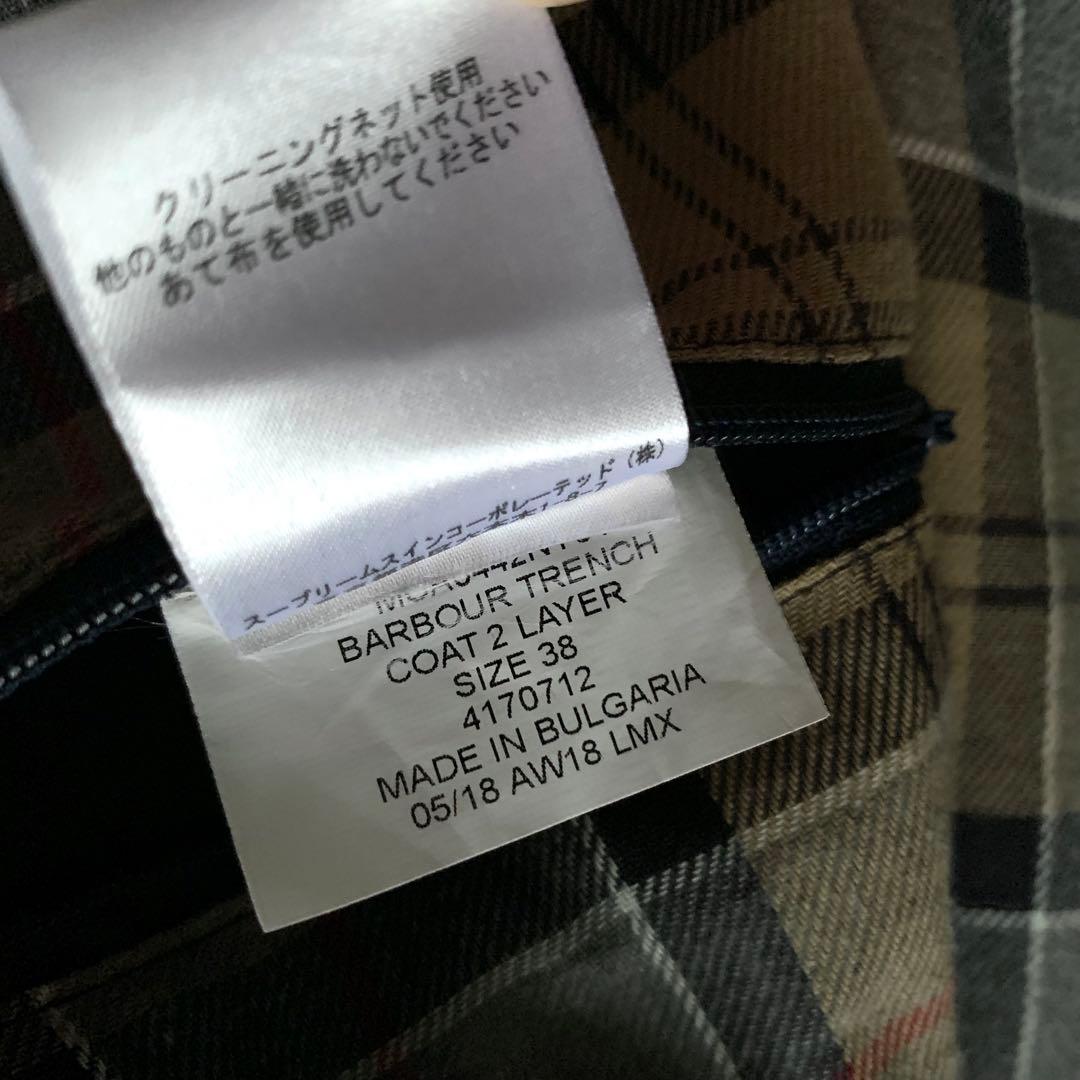 クリーニングネット使用
他のものと一緒に洗わないでください
あて布を使用してください
スープリームスインコーポレーテッド（株）
BARBOUR TRENCH
COAT 2 LAYER
SIZE 38
4170712
MADE IN BULGARIA
05/18 AW18 LMX